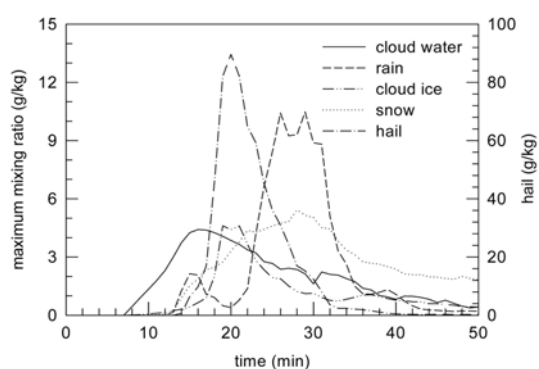 15
12
9
6
3
0
maximum mixing ratio (g/kg)
100
80
60
40
20
0
hail (g/kg)
cloud water
rain
cloud ice
snow
hail
0 10 20 30 40 50
time (min)